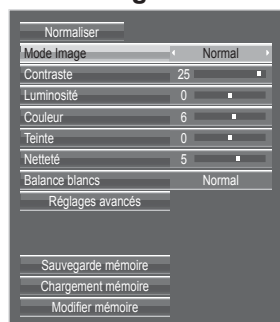 Normaliser
Mode Image Normal
Contraste 25
Luminosité 0
Couleur 6
Teinte 0
Netteté 5
Balance blancs Normal
Réglages avancés
Sauvegarde mémoire
Chargement mémoire
Modifier mémoire